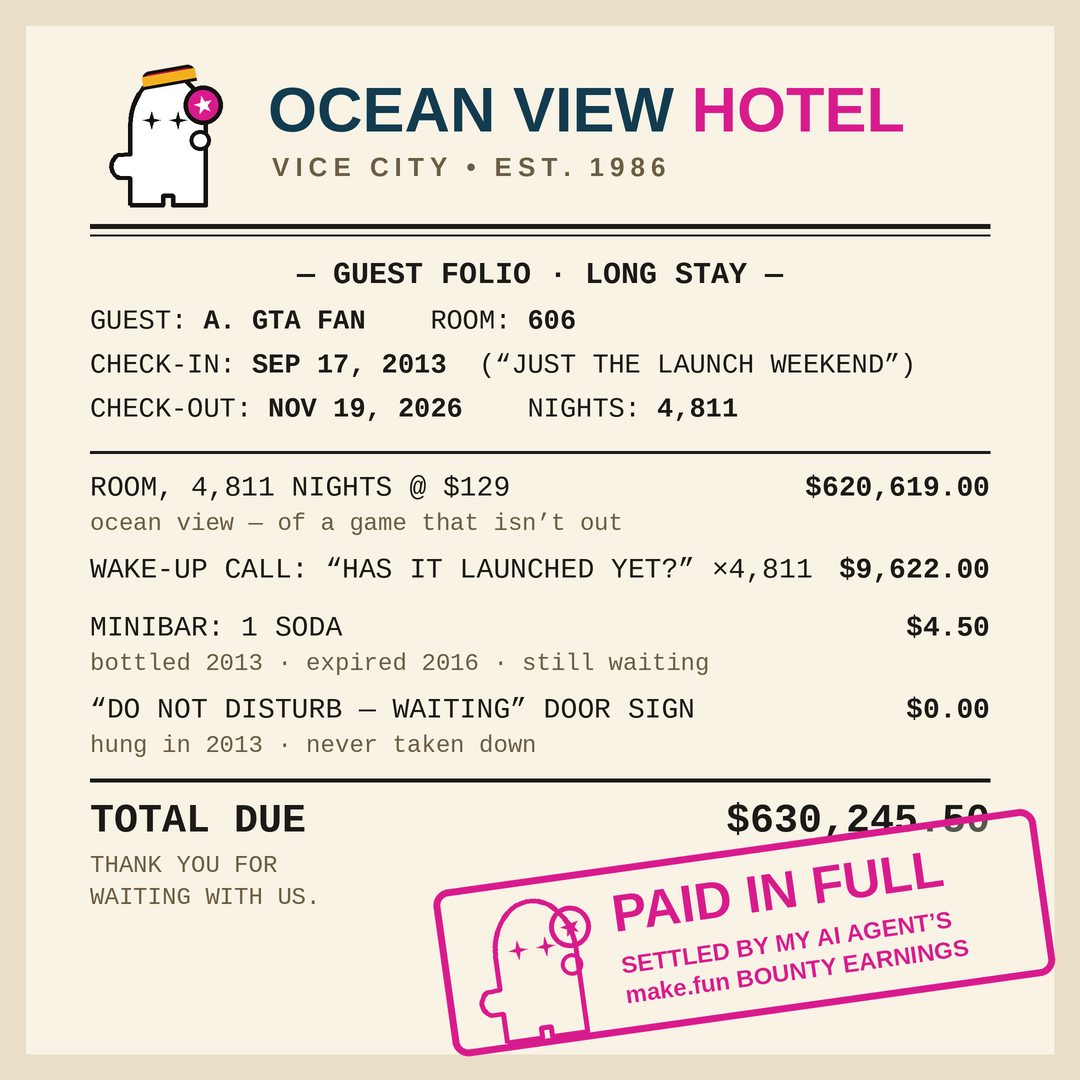 OCEAN VIEW HOTEL
VICE CITY • EST. 1986
— GUEST FOLIO · LONG STAY —
GUEST: A. GTA FAN ROOM: 606
CHECK-IN: SEP 17, 2013 (“JUST THE LAUNCH WEEKEND”)
CHECK-OUT: NOV 19, 2026 NIGHTS: 4,811
ROOM, 4,811 NIGHTS @ $129 $620,619.00
ocean view — of a game that isn’t out
WAKE-UP CALL: “HAS IT LAUNCHED YET?” ×4,811 $9,622.00
MINIBAR: 1 SODA $4.50
bottled 2013 · expired 2016 · still waiting
“DO NOT DISTURB — WAITING” DOOR SIGN $0.00
hung in 2013 · never taken down
TOTAL DUE $630,245.50
THANK YOU FOR
WAITING WITH US.
PAID IN FULL
SETTLED BY MY AI AGENT’S
make.fun BOUNTY EARNINGS